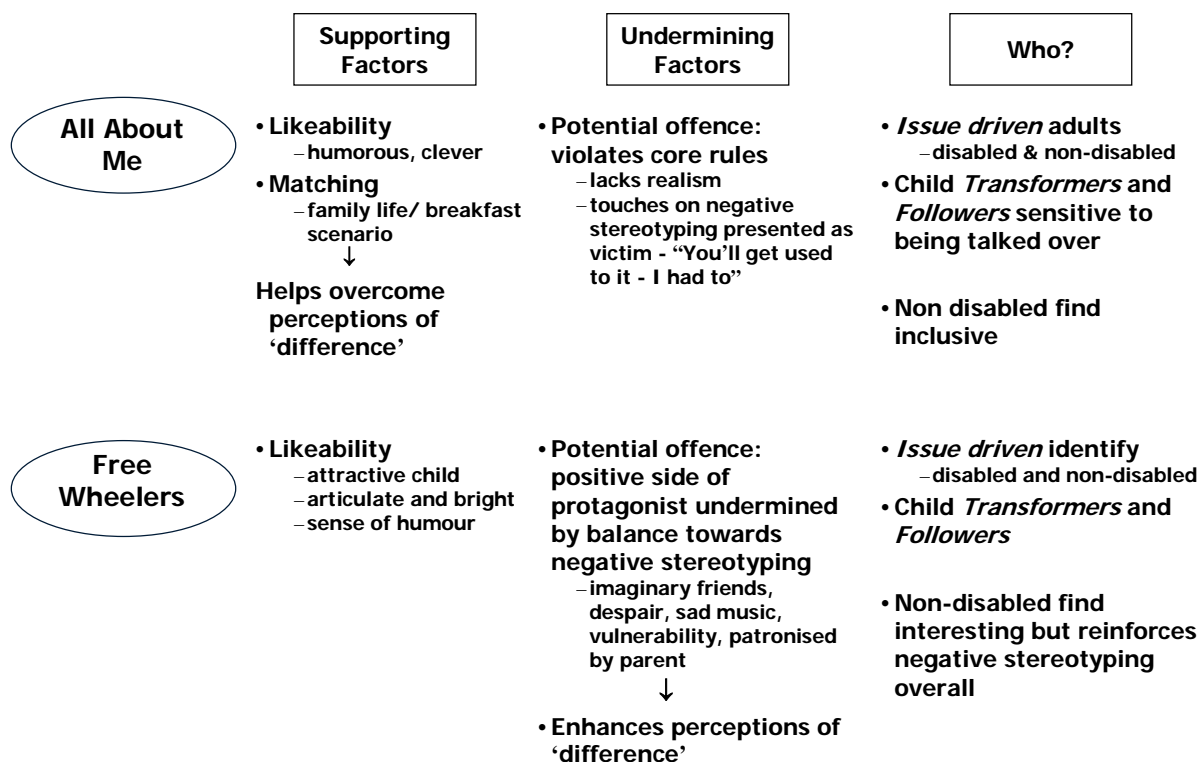 Supporting
Factors
Undermining
Factors
Who?
All About
Me
• Likeability
–humorous, clever
• Matching
–family life/ breakfast
scenario
↓
Helps overcome
perceptions of
‘difference’
• Potential offence:
violates core rules
–lacks realism
–touches on negative
stereotyping presented as
victim - “You’ll get used
to it - I had to”
• Issue driven adults
–disabled & non-disabled
• Child Transformers and
Followers sensitive to
being talked over
• Non disabled find
inclusive
Free
Wheelers
• Likeability
–attractive child
–articulate and bright
–sense of humour
• Potential offence:
positive side of
protagonist undermined
by balance towards
negative stereotyping
–imaginary friends,
despair, sad music,
vulnerability, patronised
by parent
↓
• Enhances perceptions of
‘difference’
• Issue driven identify
–disabled and non-disabled
• Child Transformers and
Followers
• Non-disabled find
interesting but reinforces
negative stereotyping
overall